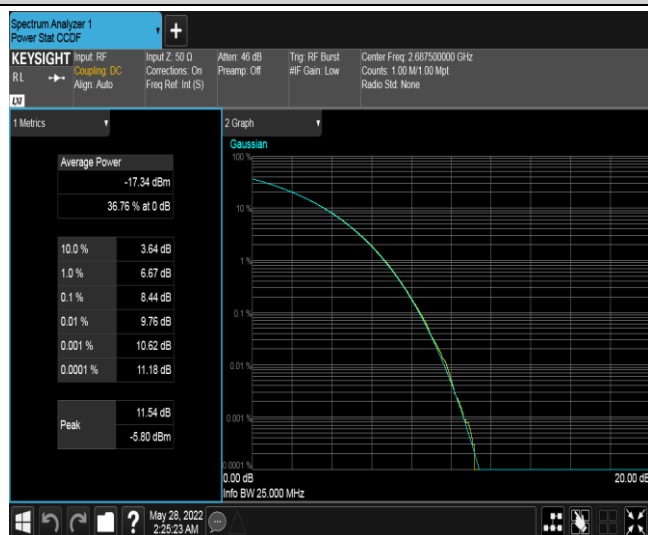 Spectrum Analyzer 1
Power Stat CCDF
+
KEYSIGHT
RL
LXI
Input: RF
Coupling: DC
Align: Auto
Input Z: 50 Ω
Corrections: On
Freq Ref: Int (S)
Atten: 46 dB
Preamp: Off
Trig: RF Burst
#IF Gain: Low
Center Freq: 2.687500000 GHz
Counts: 1.00 M/1.00 Mpt
Radio Std: None
1 Metrics
Average Power
-17.34 dBm
36.76 % at 0 dB
10.0 % 3.64 dB
1.0 % 6.67 dB
0.1 % 8.44 dB
0.01 % 9.76 dB
0.001 % 10.62 dB
0.0001 % 11.18 dB
Peak
11.54 dB
-5.80 dBm
2 Graph
Gaussian
100 %
10 %
1 %
0.1 %
0.01 %
0.001 %
0.0001 %
0.00 dB 20.00 dB
Info BW 25.000 MHz
?
May 28, 2022
2:25:23 AM